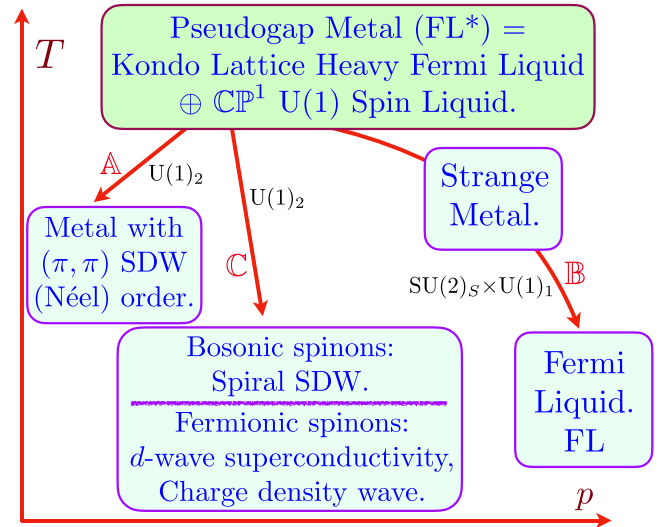 T
Pseudogap Metal (FL*) =
Kondo Lattice Heavy Fermi Liquid
⊕ ℂℙ¹ U(1) Spin Liquid.
𝔸
U(1)₂
U(1)₂
Strange
Metal.
Metal with
(π, π) SDW
(Néel) order.
ℂ
SU(2)_S×U(1)₁
𝔹
Bosonic spinons:
Spiral SDW.
Fermionic spinons:
d-wave superconductivity,
Charge density wave.
Fermi
Liquid.
FL
p